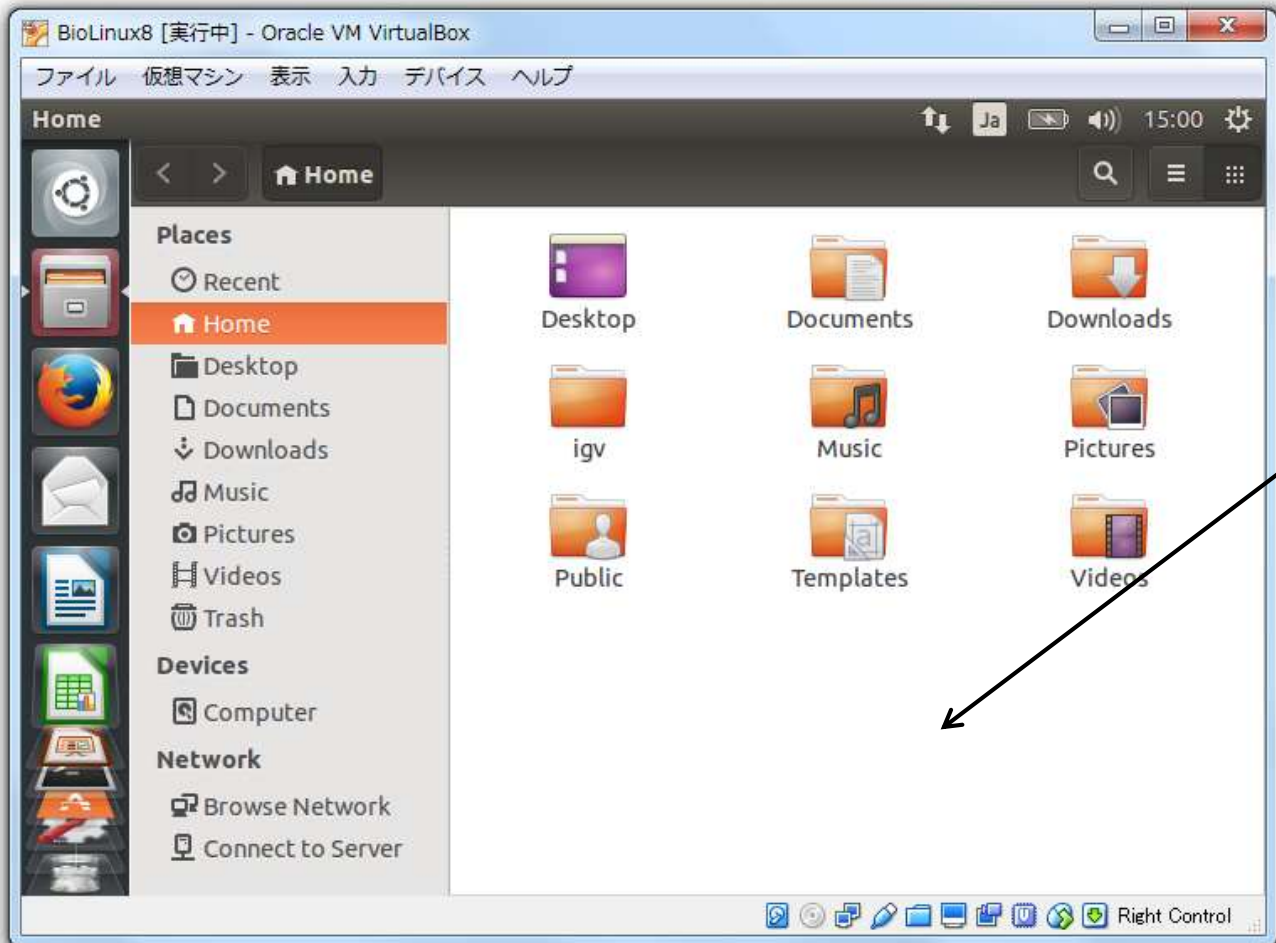 BioLinux8 [実行中] - Oracle VM VirtualBox
ファイル 仮想マシン 表示 入力 デバイス ヘルプ
Home Ja 15:00
Home
Places
Recent
Home
Desktop
Documents
Downloads
Music
Pictures
Videos
Trash
Devices
Computer
Network
Browse Network
Connect to Server
Desktop Documents Downloads
igv Music Pictures
Public Templates Videos
Right Control